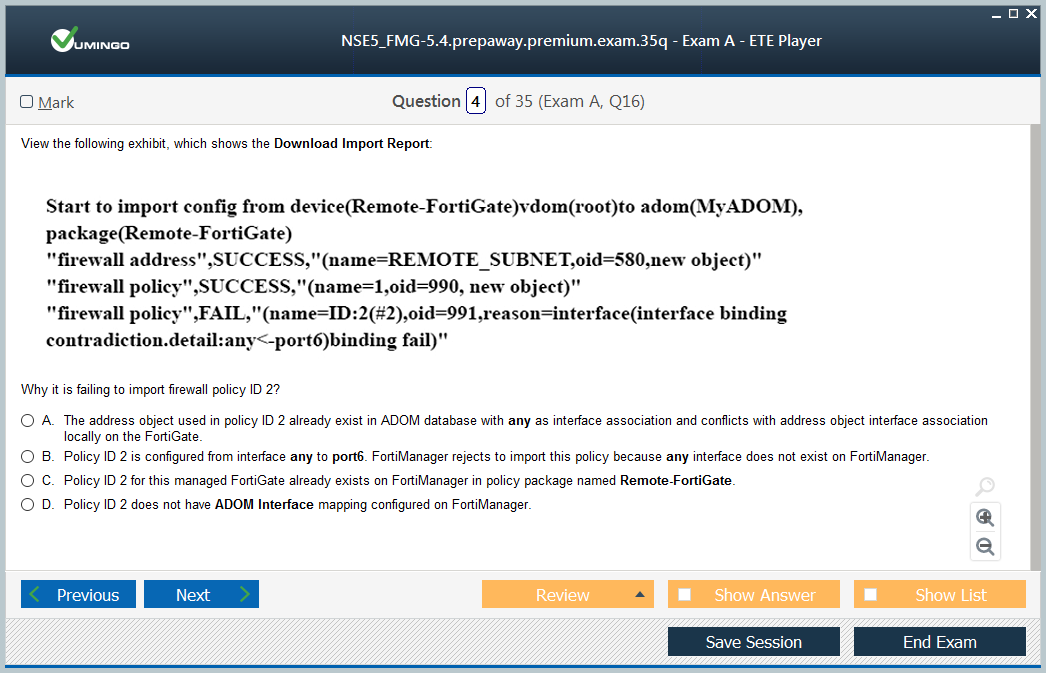 VUMINGO
NSE5_FMG-5.4.prepaway.premium.exam.35q - Exam A - ETE Player
Mark
Question 4 of 35 (Exam A, Q16)
View the following exhibit, which shows the Download Import Report:
Start to import config from device(Remote-FortiGate)vdom(root)to adom(MyADOM),
package(Remote-FortiGate)
"firewall address",SUCCESS,"(name=REMOTE_SUBNET,oid=580,new object)"
"firewall policy",SUCCESS,"(name=1,oid=990, new object)"
"firewall policy",FAIL,"(name=ID:2(#2),oid=991,reason=interface(interface binding
contradiction.detail:any<-port6)binding fail)"
Why it is failing to import firewall policy ID 2?
A. The address object used in policy ID 2 already exist in ADOM database with any as interface association and conflicts with address object interface association
locally on the FortiGate.
B. Policy ID 2 is configured from interface any to port6. FortiManager rejects to import this policy because any interface does not exist on FortiManager.
C. Policy ID 2 for this managed FortiGate already exists on FortiManager in policy package named Remote-FortiGate.
D. Policy ID 2 does not have ADOM Interface mapping configured on FortiManager.
Previous
Next
Review
Show Answer
Show List
Save Session
End Exam